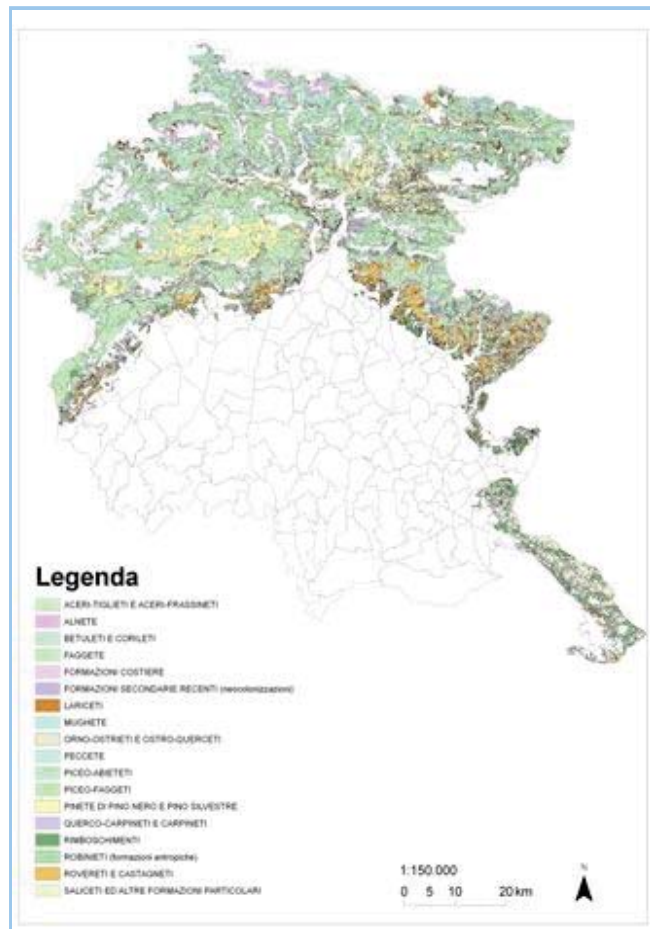 Legenda
ACERI-TIGLIETI E ACERI-FRASSINETI
ALNETE
BETULETI E CORILETI
FAGGETE
FORMAZIONI COSTIERE
FORMAZIONI SECONDARIE RECENTI (neocolonizzazioni)
LARICETI
MUGHETE
ORNO-OSTRIETI E OSTRO-QUERCETI
PECCETE
PICEO-ABIETETI
PICEO-FAGGETI
PINETE DI PINO NERO E PINO SILVESTRE
QUERCO-CARPINETI E CARPINETI
RIMBOSCHIMENTI
ROBINIETI (formazioni antropiche)
ROVERETI E CASTAGNETI
SALICETI ED ALTRE FORMAZIONI PARTICOLARI
1:150.000
0 5 10 20 km
N